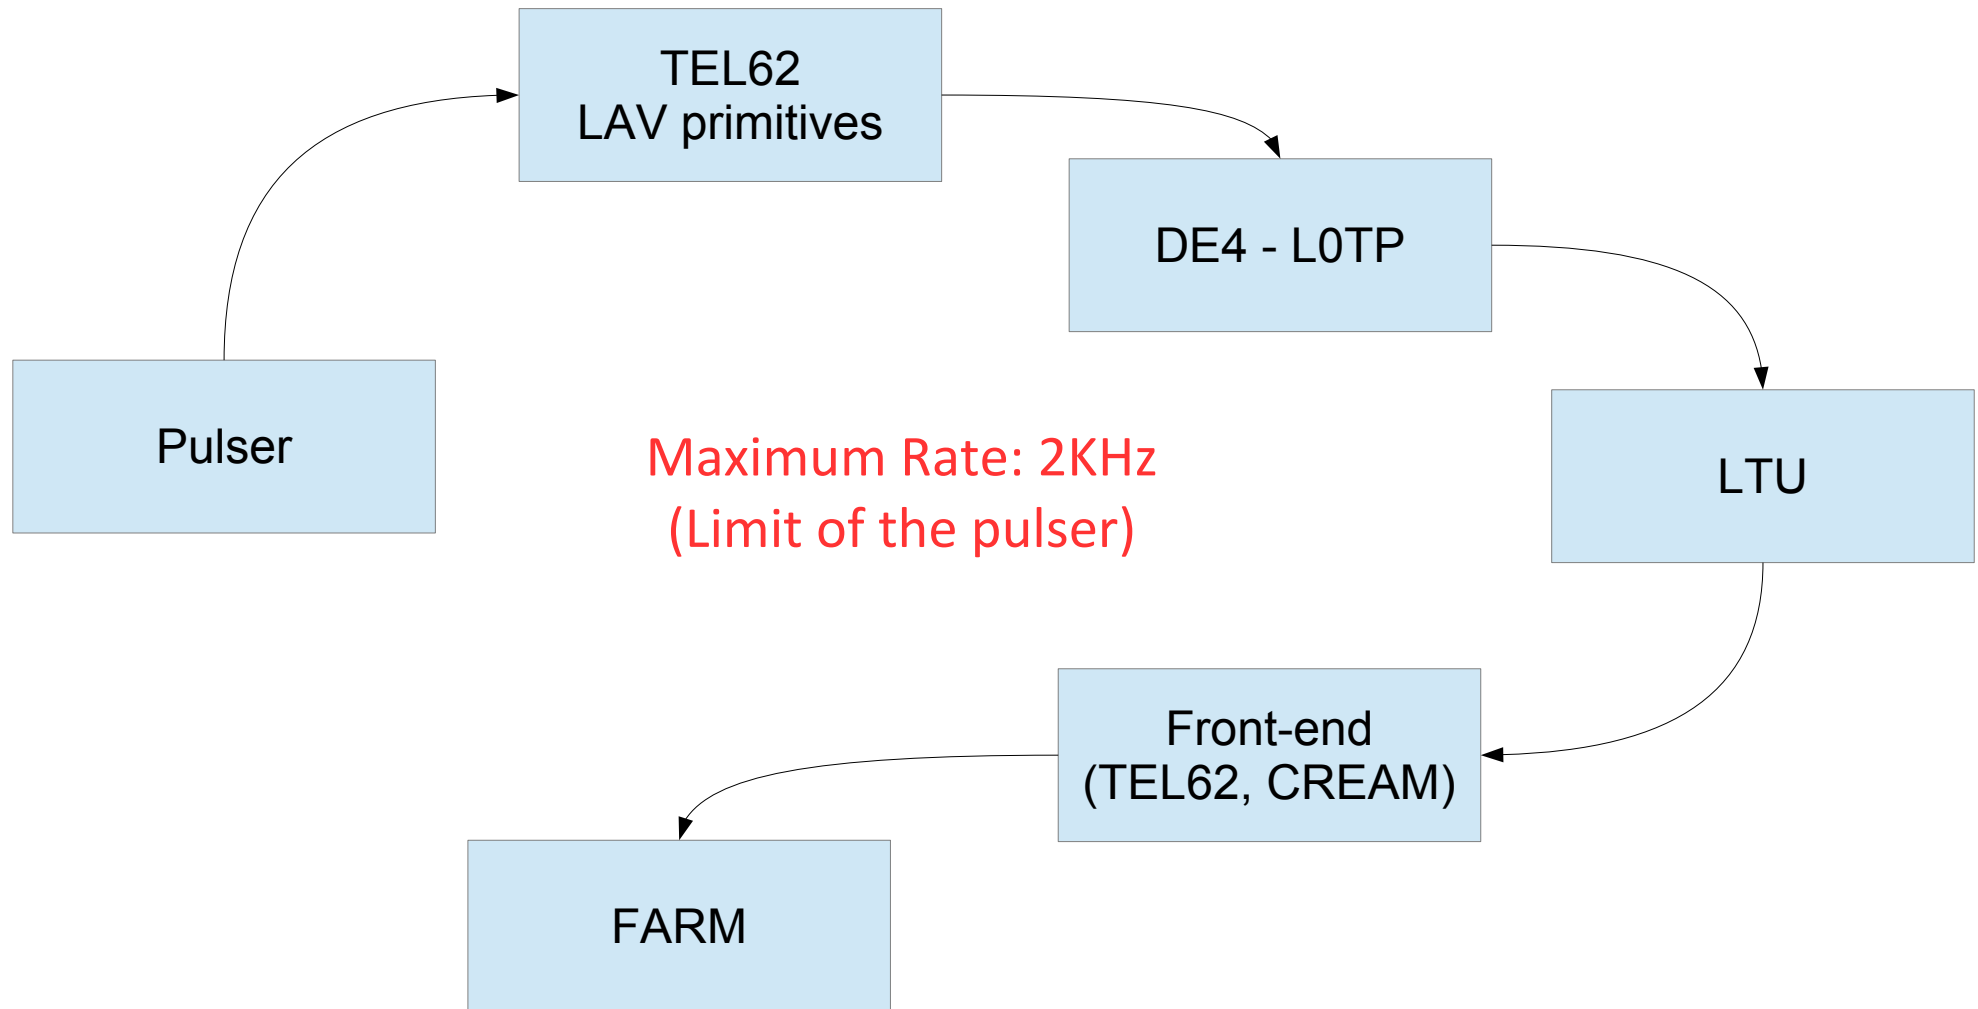 TEL62
LAV primitives
DE4 - L0TP
Pulser
Maximum Rate: 2KHz
(Limit of the pulser)
LTU
Front-end
(TEL62, CREAM)
FARM